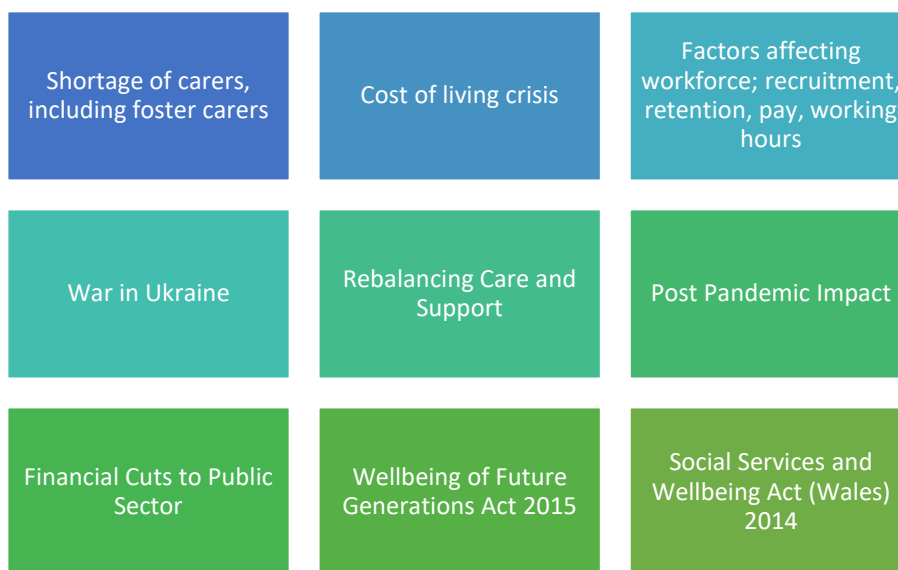 Shortage of carers,
including foster carers
Cost of living crisis
Factors affecting
workforce; recruitment,
retention, pay, working
hours
War in Ukraine
Rebalancing Care and
Support
Post Pandemic Impact
Financial Cuts to Public
Sector
Wellbeing of Future
Generations Act 2015
Social Services and
Wellbeing Act (Wales)
2014